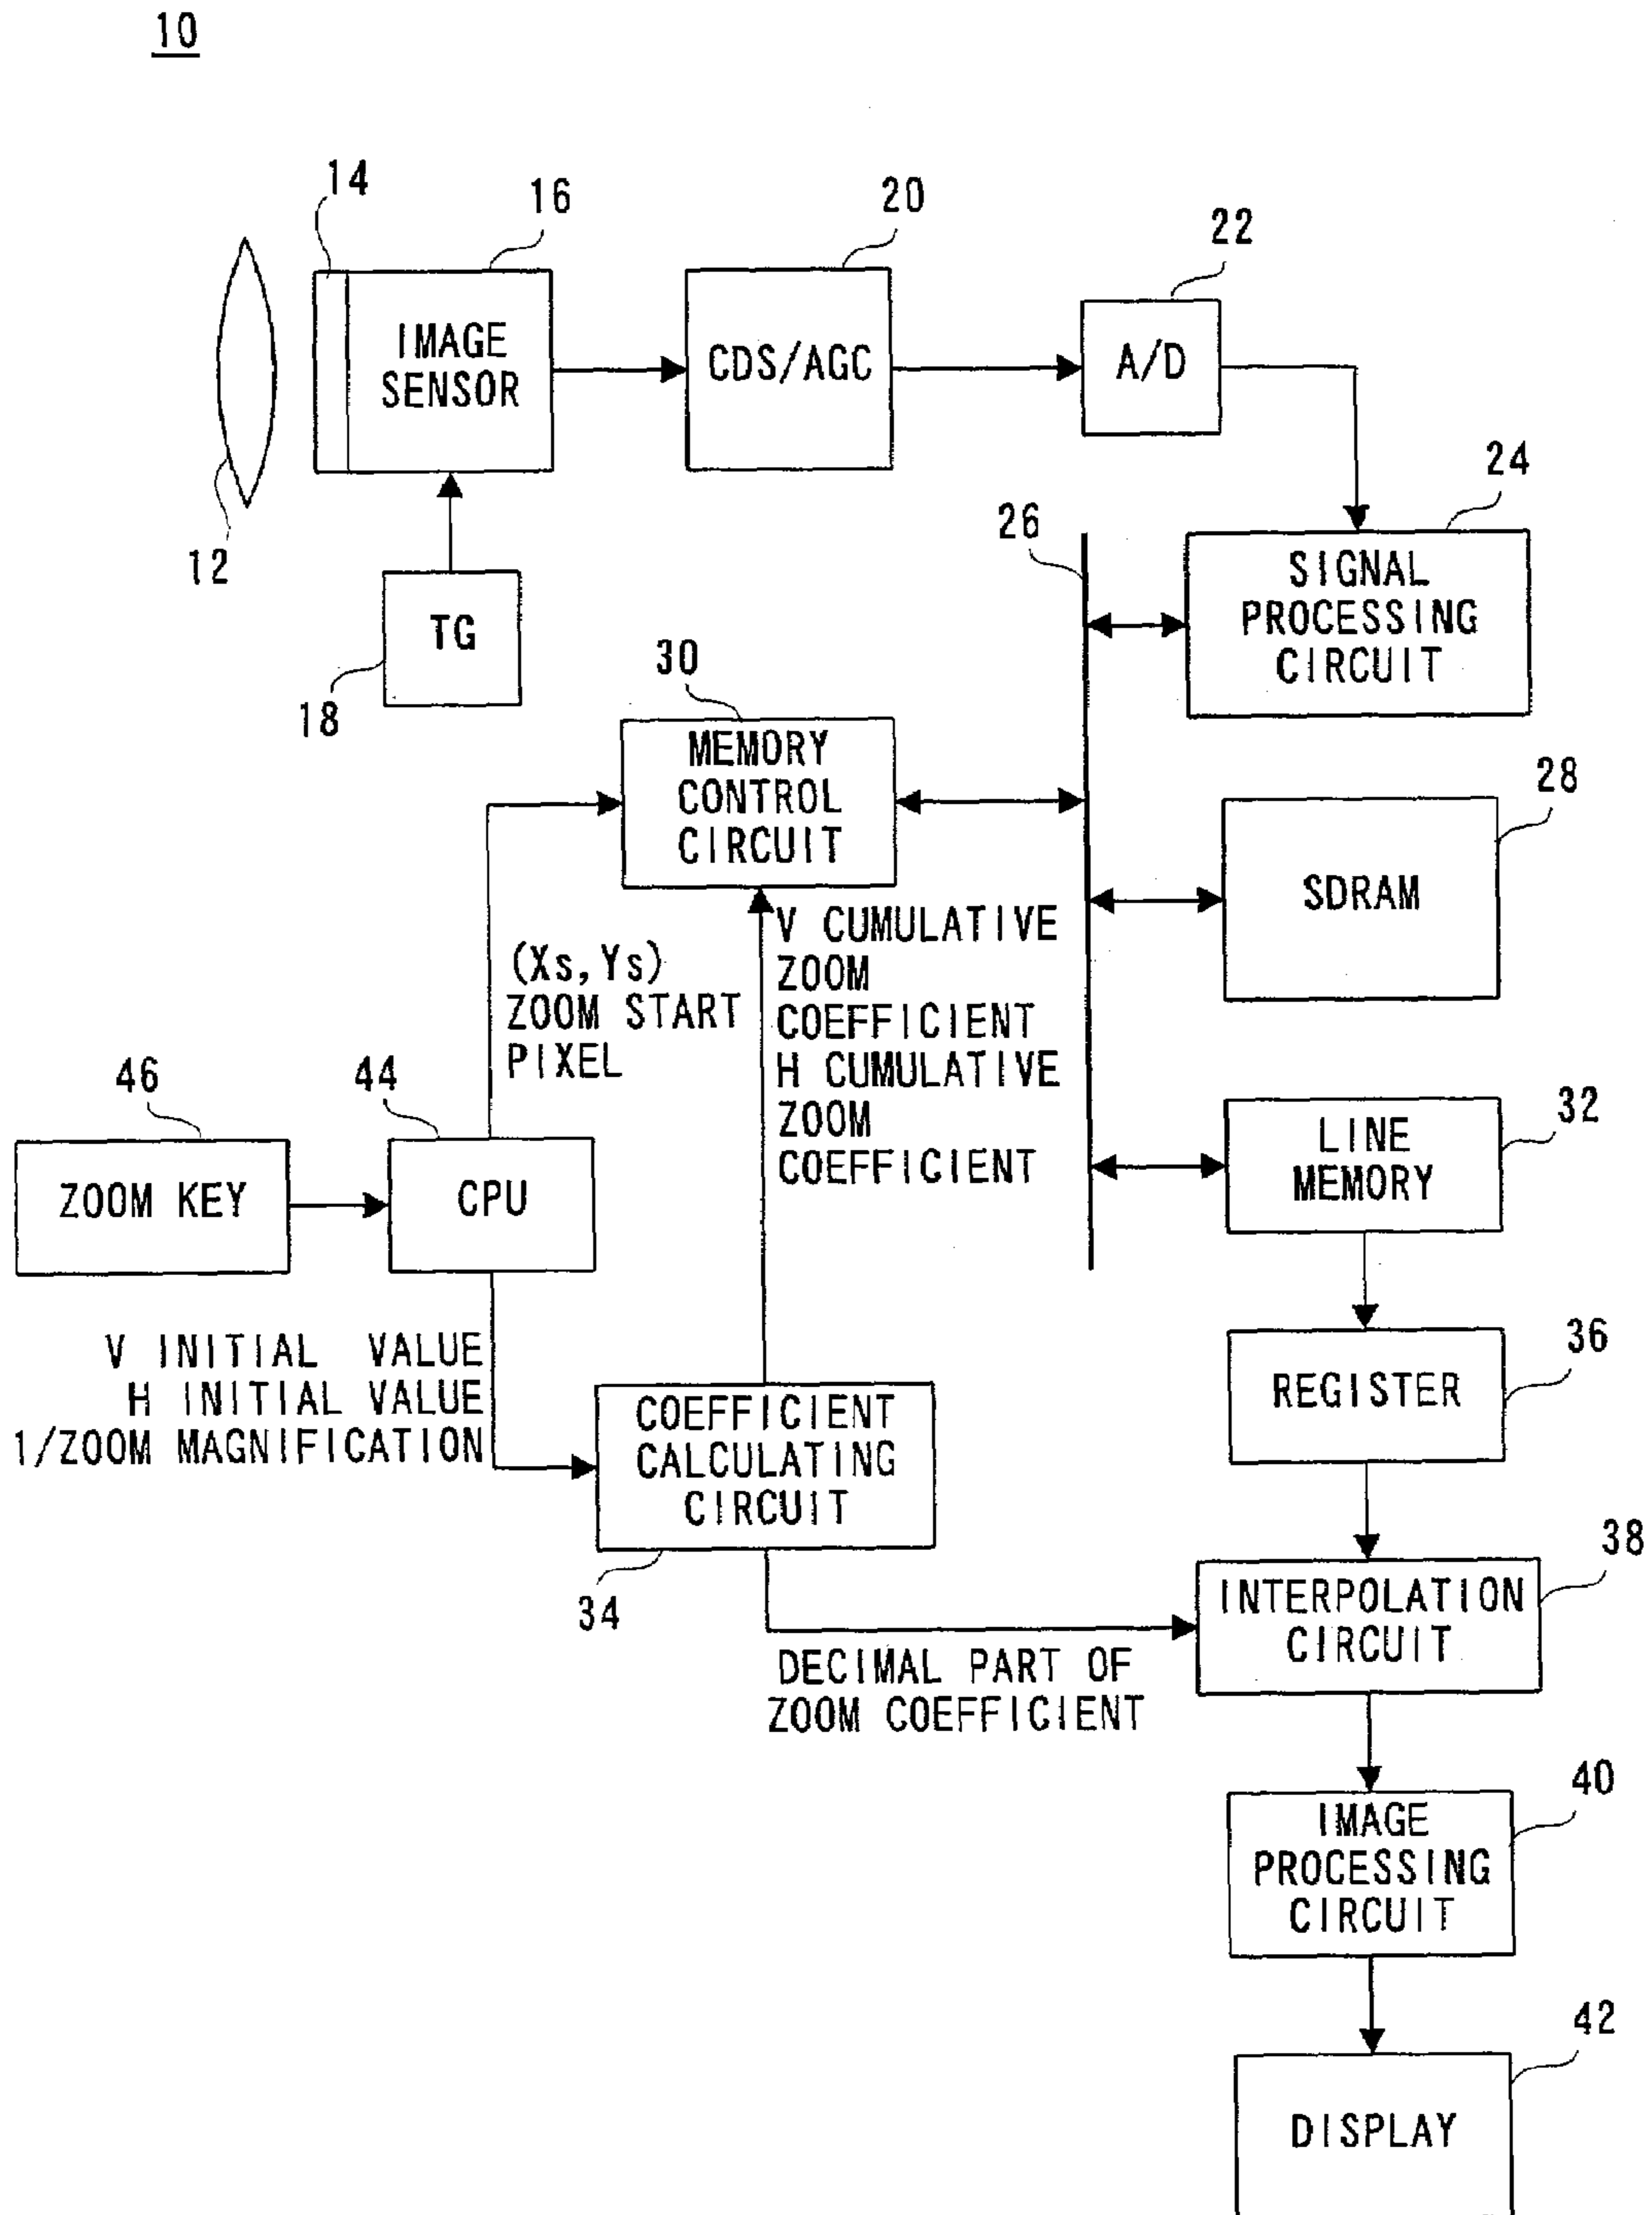 10
14
16
20
22
IMAGE
SENSOR
CDS/AGC
A/D
12
TG
18
24
26
SIGNAL
PROCESSING
CIRCUIT
30
MEMORY
CONTROL
CIRCUIT
28
SDRAM
(Xs,Ys)
ZOOM START
PIXEL
V CUMULATIVE
ZOOM
COEFFICIENT
H CUMULATIVE
ZOOM
COEFFICIENT
46
44
ZOOM KEY
CPU
32
LINE
MEMORY
V INITIAL VALUE
H INITIAL VALUE
1/ZOOM MAGNIFICATION
COEFFICIENT
CALCULATING
CIRCUIT
34
36
REGISTER
38
INTERPOLATION
CIRCUIT
DECIMAL PART OF
ZOOM COEFFICIENT
40
IMAGE
PROCESSING
CIRCUIT
42
DISPLAY